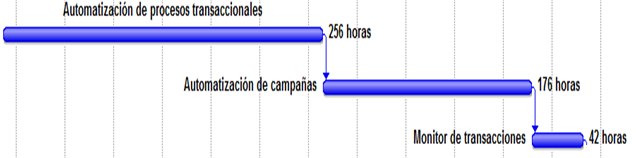 Automatización de procesos transaccionales
256 horas
Automatización de campañas
176 horas
Monitor de transacciones
42 horas